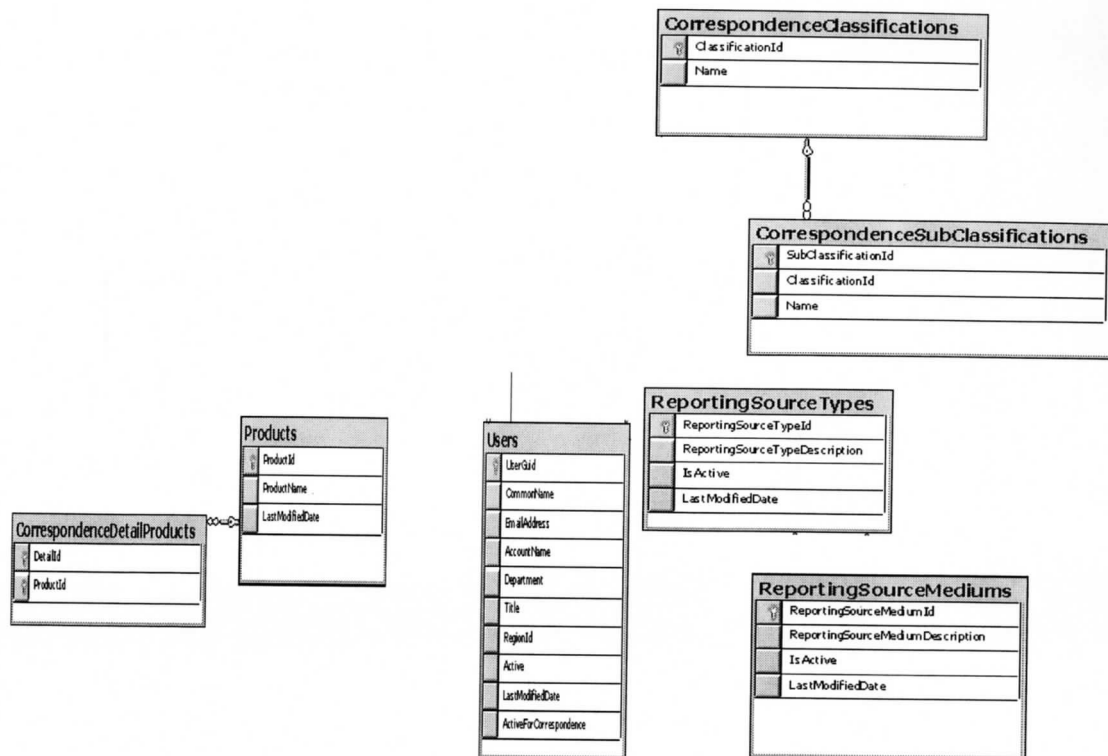 CorrespondenceClassifications
ClassificationId
Name
CorrespondenceSubClassifications
SubClassificationId
ClassificationId
Name
ReportingSourceTypes
ReportingSourceTypeId
ReportingSourceTypeDescription
IsActive
LastModifiedDate
Products
ProductId
ProductName
LastModifiedDate
Users
UserGuid
CommonName
EmailAddress
AccountName
Department
Title
RegionId
Active
LastModifiedDate
ActiveForCorrespondence
CorrespondenceDetailProducts
DetailId
ProductId
ReportingSourceMediums
ReportingSourceMediumId
ReportingSourceMediumDescription
IsActive
LastModifiedDate